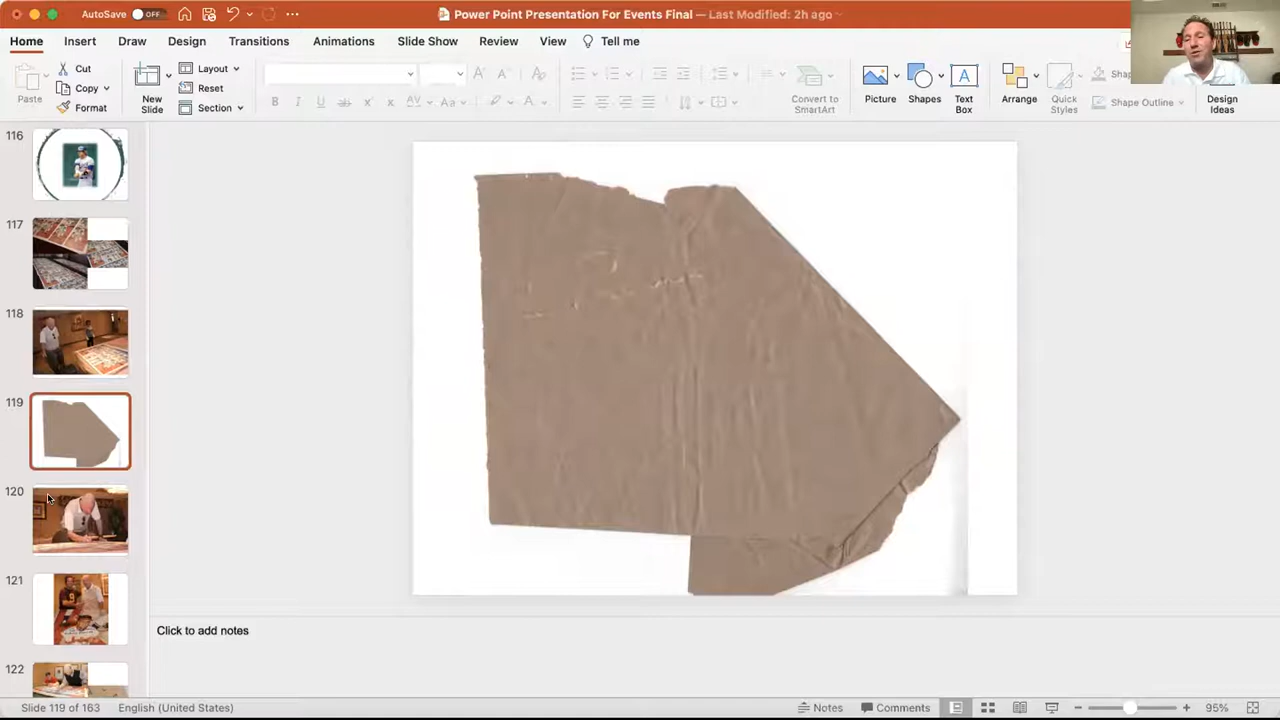 AutoSave OFF
Power Point Presentation For Events Final — Last Modified: 2h ago
Home Insert Draw Design Transitions Animations Slide Show Review View Tell me
Paste
Cut
Copy
Format
New Slide
Layout
Reset
Section
Convert to SmartArt
Picture
Shapes
Text Box
Arrange
Quick Styles
Shape Outline
Design Ideas
116
117
118
119
120
121
122
Click to add notes
Slide 119 of 163 English (United States) Notes Comments 95%